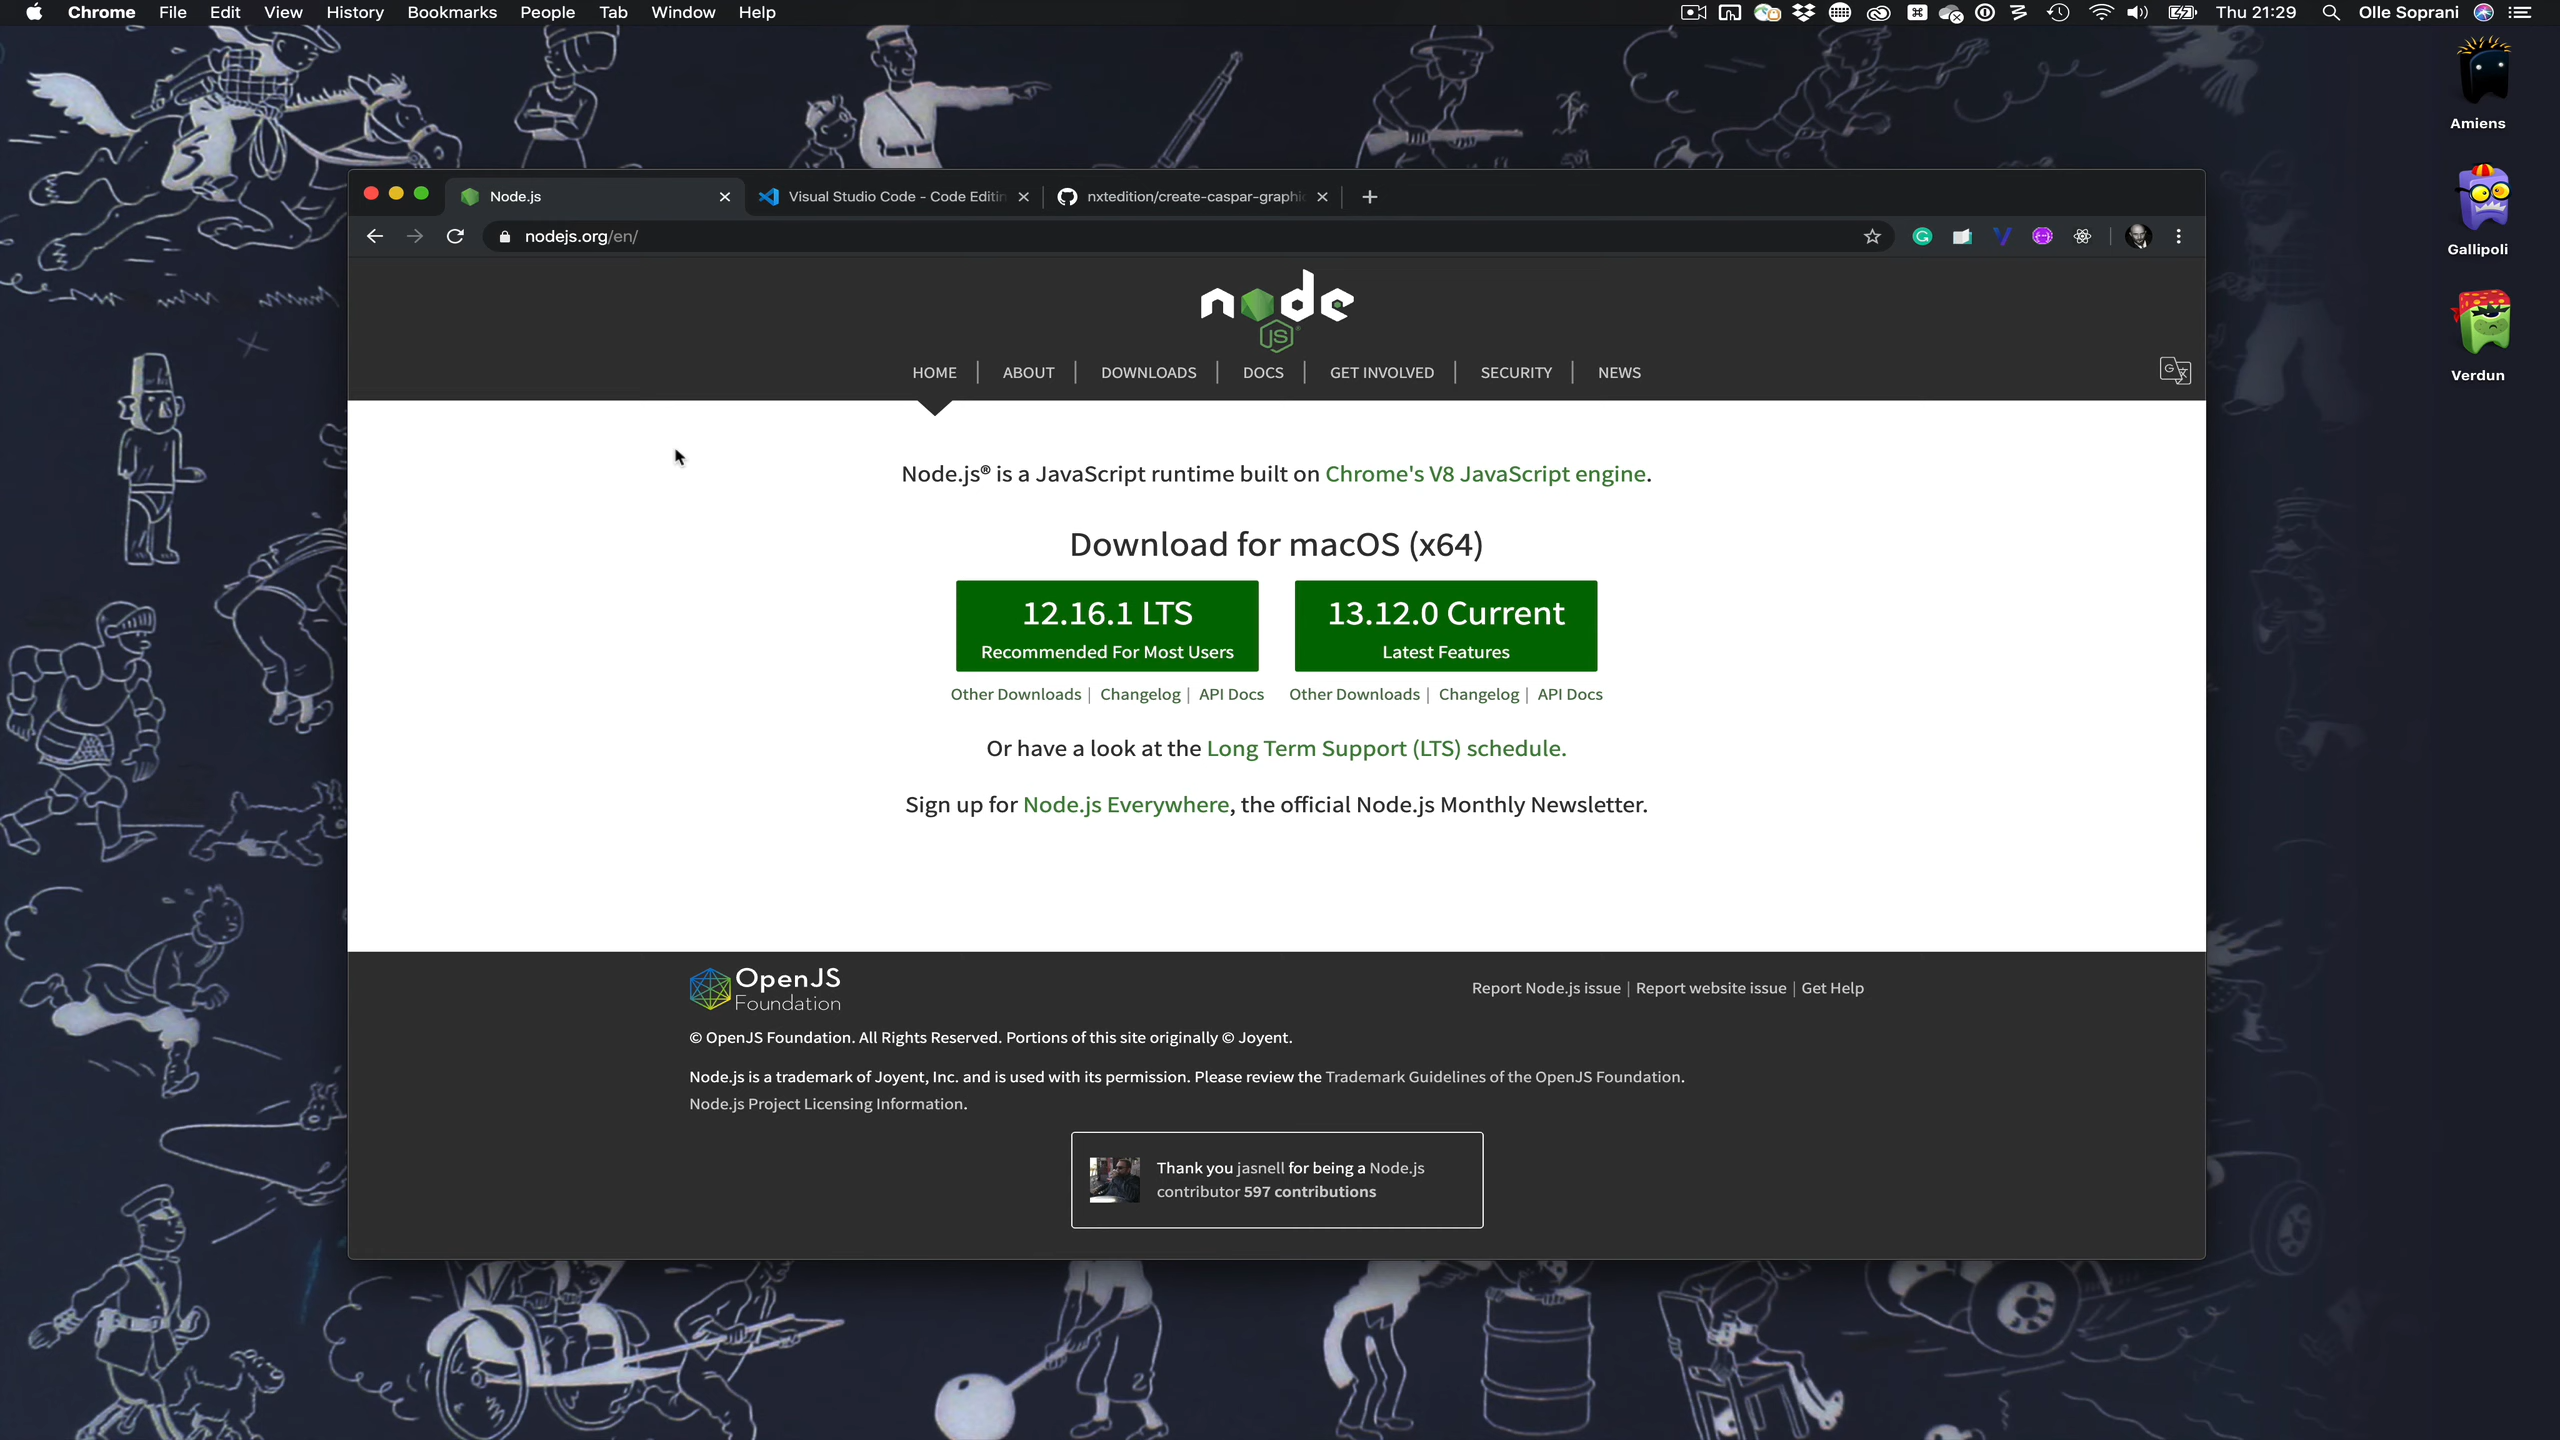 Chrome File Edit View History Bookmarks People Tab Window Help
Thu 21:29 Olle Soprani
Amiens
Gallipoli
Verdun
Node.js
Visual Studio Code - Code Editin
nxtedition/create-caspar-graphic
nodejs.org/en/
node
JS
HOME | ABOUT | DOWNLOADS | DOCS | GET INVOLVED | SECURITY | NEWS
Node.js® is a JavaScript runtime built on Chrome's V8 JavaScript engine.
Download for macOS (x64)
12.16.1 LTS
Recommended For Most Users
13.12.0 Current
Latest Features
Other Downloads | Changelog | API Docs
Other Downloads | Changelog | API Docs
Or have a look at the Long Term Support (LTS) schedule.
Sign up for Node.js Everywhere, the official Node.js Monthly Newsletter.
OpenJS
Foundation
Report Node.js issue | Report website issue | Get Help
© OpenJS Foundation. All Rights Reserved. Portions of this site originally © Joyent.
Node.js is a trademark of Joyent, Inc. and is used with its permission. Please review the Trademark Guidelines of the OpenJS Foundation.
Node.js Project Licensing Information.
Thank you jasnell for being a Node.js
contributor 597 contributions